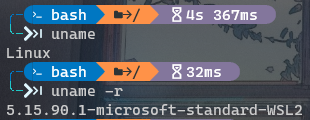 >_ bash /  4s 367ms
uname
Linux
>_ bash /  32ms
uname -r
5.15.90.1-microsoft-standard-WSL2